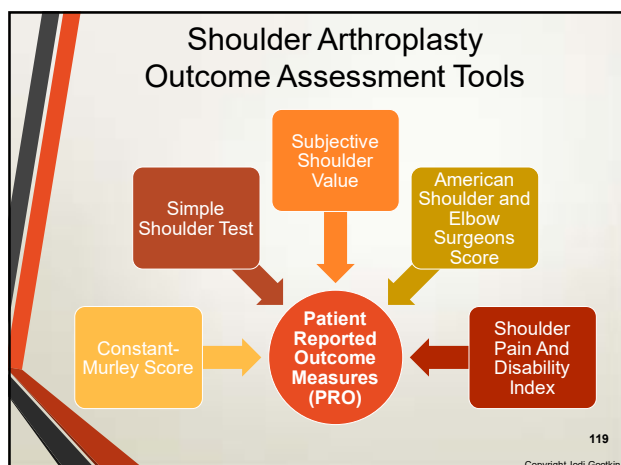 Shoulder Arthroplasty
Outcome Assessment Tools
Subjective
Shoulder
Value
Simple
Shoulder Test
American
Shoulder and
Elbow
Surgeons
Score
Constant-
Murley Score
Patient
Reported
Outcome
Measures
(PRO)
Shoulder
Pain And
Disability
Index
119
Copyright Jodi